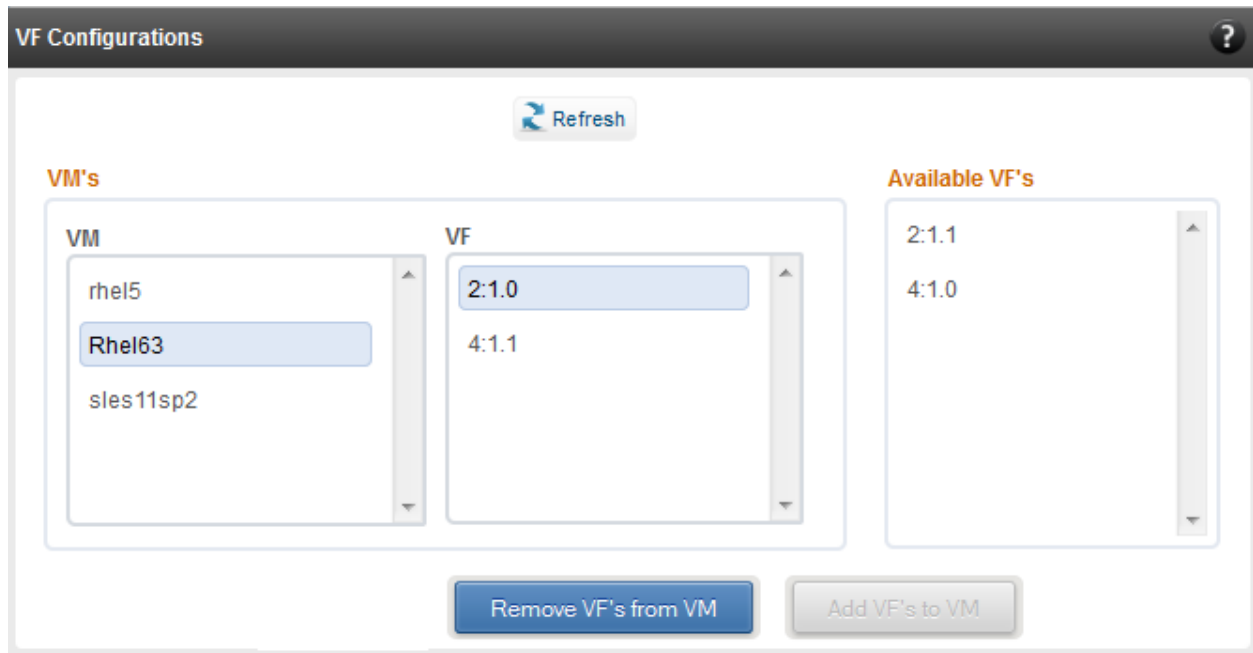 VF Configurations
?
Refresh
VM's
Available VF's
VM
VF
rhel5
Rhel63
sles11sp2
2:1.0
4:1.1
2:1.1
4:1.0
Remove VF's from VM
Add VF's to VM